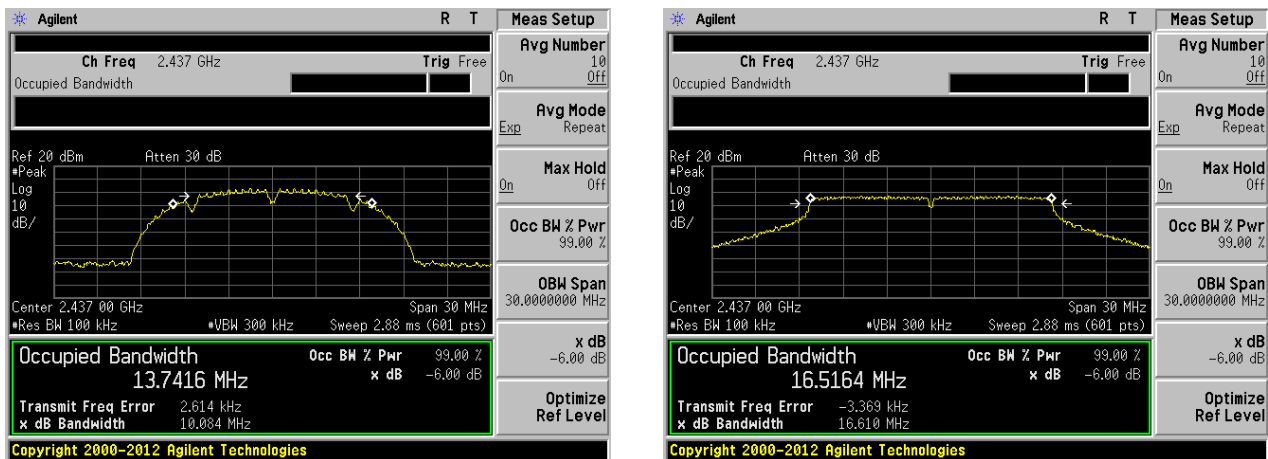 Agilent R T
Meas Setup
Ch Freq 2.437 GHz Trig Free
Occupied Bandwidth
Ref 20 dBm Atten 30 dB
#Peak
Log
10
dB/
Center 2.437 00 GHz Span 30 MHz
#Res BW 100 kHz #VBW 300 kHz Sweep 2.88 ms (601 pts)
Occupied Bandwidth Occ BW % Pwr 99.00 %
13.7416 MHz x dB -6.00 dB
Transmit Freq Error 2.614 kHz
x dB Bandwidth 10.084 MHz
Copyright 2000-2012 Agilent Technologies
Avg Number
10
On Off
Avg Mode
Exp Repeat
Max Hold
On Off
Occ BW % Pwr
99.00 %
OBW Span
30.0000000 MHz
x dB
-6.00 dB
Optimize
Ref Level
Agilent R T
Meas Setup
Ch Freq 2.437 GHz Trig Free
Occupied Bandwidth
Ref 20 dBm Atten 30 dB
#Peak
Log
10
dB/
Center 2.437 00 GHz Span 30 MHz
#Res BW 100 kHz #VBW 300 kHz Sweep 2.88 ms (601 pts)
Occupied Bandwidth Occ BW % Pwr 99.00 %
16.5164 MHz x dB -6.00 dB
Transmit Freq Error -3.369 kHz
x dB Bandwidth 16.610 MHz
Copyright 2000-2012 Agilent Technologies
Avg Number
10
On Off
Avg Mode
Exp Repeat
Max Hold
On Off
Occ BW % Pwr
99.00 %
OBW Span
30.0000000 MHz
x dB
-6.00 dB
Optimize
Ref Level